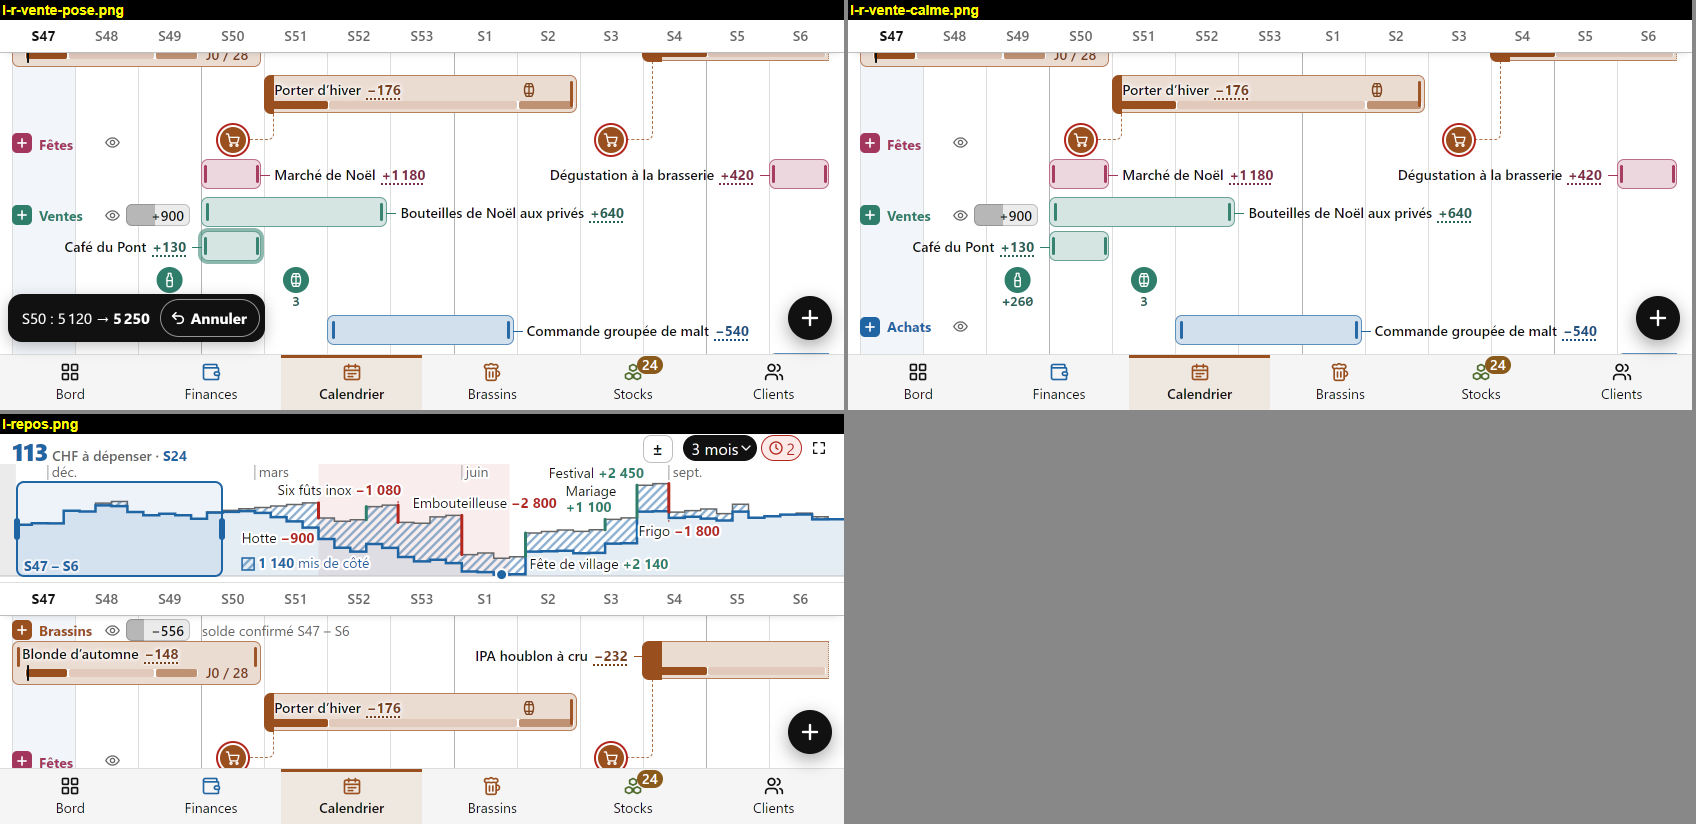 l-r-vente-pose.png
S47 S48 S49 S50 S51 S52 S53 S1 S2 S3 S4 S5 S6
J0 / 28
Porter d'hiver −176
Fêtes
Marché de Noël +1180
Dégustation à la brasserie +420
Ventes +900
Bouteilles de Noël aux privés +640
Café du Pont +130
3
S50 : 5 120 → 5 250 Annuler
Commande groupée de malt −540
Bord Finances Calendrier Brassins Stocks 24 Clients
l-r-vente-calme.png
S47 S48 S49 S50 S51 S52 S53 S1 S2 S3 S4 S5 S6
J0 / 28
Porter d'hiver −176
Fêtes
Marché de Noël +1180
Dégustation à la brasserie +420
Ventes +900
Bouteilles de Noël aux privés +640
Café du Pont +130
+260 3
Achats
Commande groupée de malt −540
Bord Finances Calendrier Brassins Stocks 24 Clients
l-repos.png
113 CHF à dépenser · S24
± 3 mois 2
déc. mars juin sept.
Festival +2 450
Six fûts inox −1 080
Mariage
+1 100
Embouteilleuse −2 800
Frigo −1 800
Hotte −900
1 140 mis de côté
Fête de village +2 140
S47 – S6
S47 S48 S49 S50 S51 S52 S53 S1 S2 S3 S4 S5 S6
Brassins −556 solde confirmé S47 – S6
Blonde d'automne −148
J0 / 28
IPA houblon à cru −232
Porter d'hiver −176
Fêtes
Bord Finances Calendrier Brassins Stocks 24 Clients